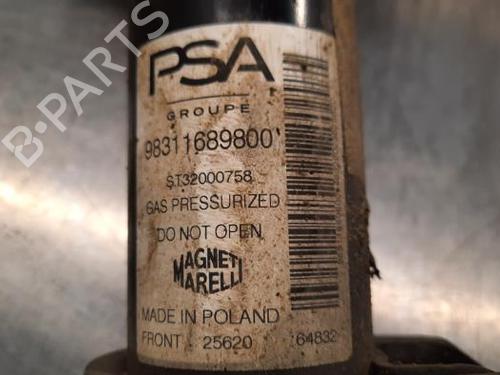 PSA
GROUPE
98311689800
ST32000758
GAS PRESSURIZED
DO NOT OPEN
MAGNETI
MARELLI
MADE IN POLAND
FRONT 25620 64832
B-PARTS